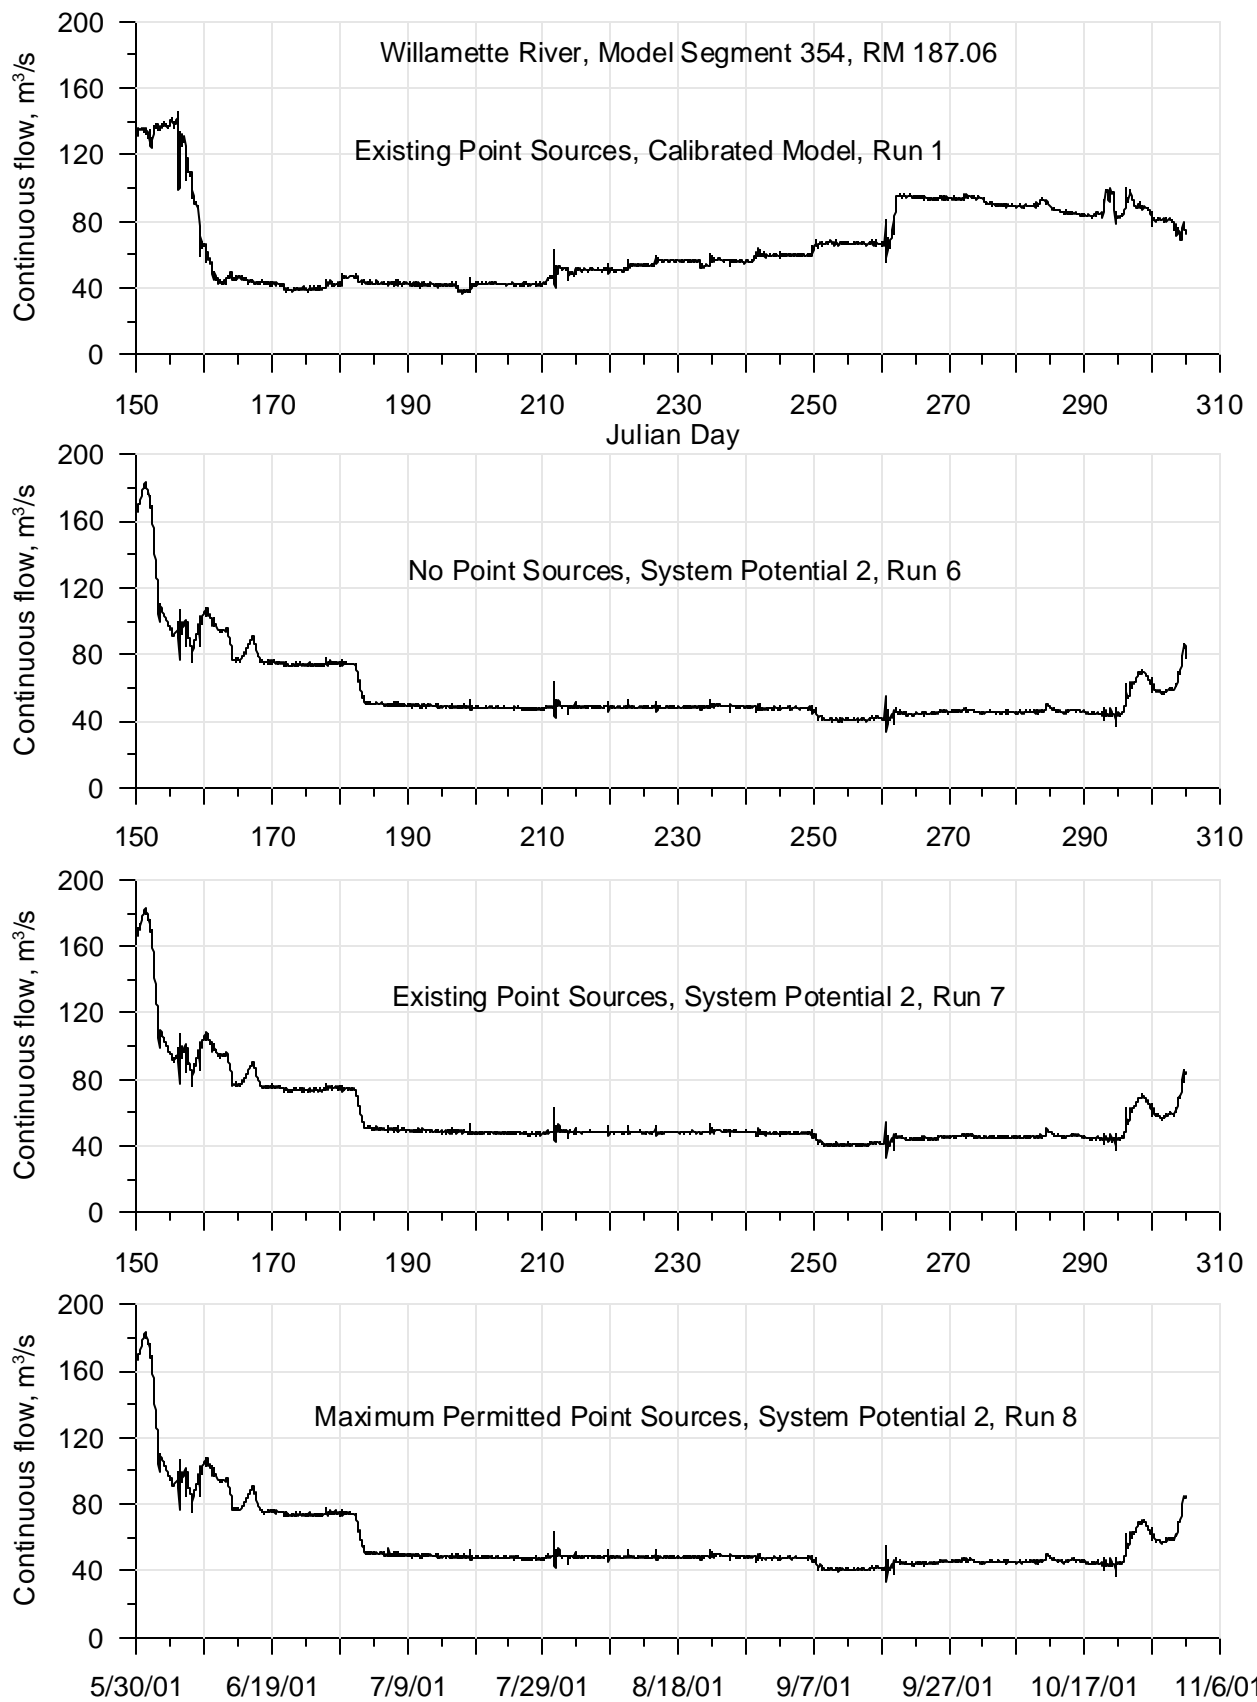 200
Willamette River, Model Segment 354, RM 187.06
160
Existing Point Sources, Calibrated Model, Run 1
120
80
40
0
Continuous flow, m³/s
150 170 190 210 230 250 270 290 310
Julian Day
200
160
No Point Sources, System Potential 2, Run 6
120
80
40
0
Continuous flow, m³/s
150 170 190 210 230 250 270 290 310
200
160
Existing Point Sources, System Potential 2, Run 7
120
80
40
0
Continuous flow, m³/s
150 170 190 210 230 250 270 290 310
200
160
Maximum Permitted Point Sources, System Potential 2, Run 8
120
80
40
0
Continuous flow, m³/s
5/30/01 6/19/01 7/9/01 7/29/01 8/18/01 9/7/01 9/27/01 10/17/01 11/6/01